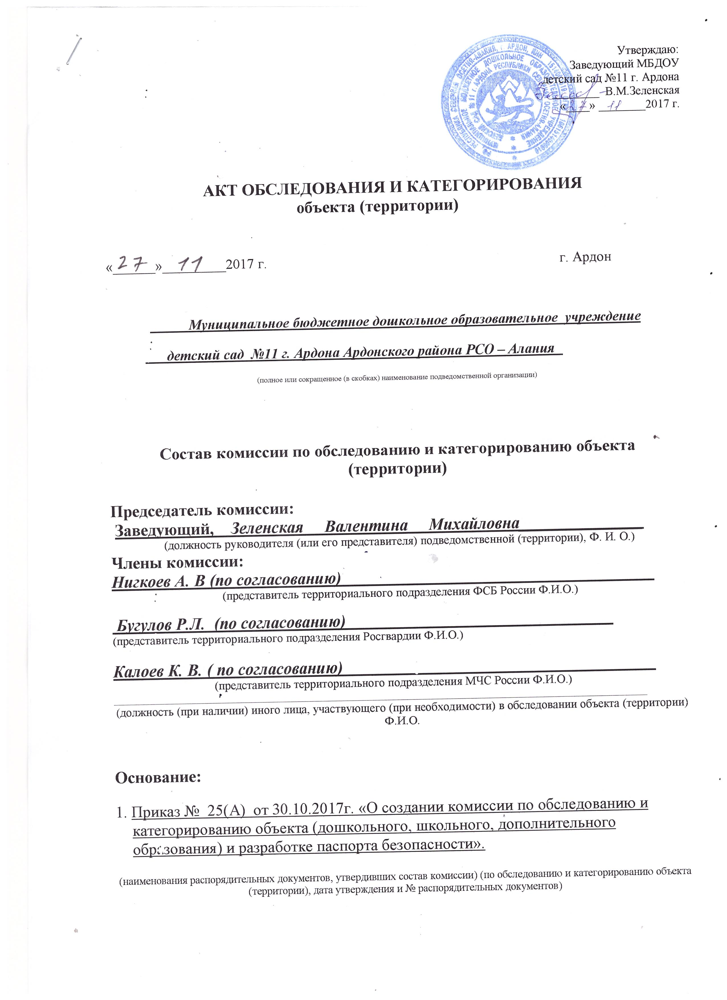 Утверждаю:
Заведующий МБДОУ
детский сад №11 г. Ардона
____________ В.М.Зеленская
«27» 11 2017 г.
АКТ ОБСЛЕДОВАНИЯ И КАТЕГОРИРОВАНИЯ
объекта (территории)
«27» 11 2017 г. г. Ардон
Муниципальное бюджетное дошкольное образовательное учреждение
детский сад №11 г. Ардона Ардонского района РСО – Алания
(полное или сокращенное (в скобках) наименование подведомственной организации)
Состав комиссии по обследованию и категорированию объекта
(территории)
Председатель комиссии:
Заведующий, Зеленская Валентина Михайловна
(должность руководителя (или его представителя) подведомственной (территории), Ф. И. О.)
Члены комиссии:
Нигкоев А. В (по согласованию)
(представитель территориального подразделения ФСБ России Ф.И.О.)
Бугулов Р.Л. (по согласованию)
(представитель территориального подразделения Росгвардии Ф.И.О.)
Калоев К. В. ( по согласованию)
(представитель территориального подразделения МЧС России Ф.И.О.)
(должность (при наличии) иного лица, участвующего (при необходимости) в обследовании объекта (территории)
Ф.И.О.
Основание:
1. Приказ № 25(А) от 30.10.2017г. «О создании комиссии по обследованию и
категорированию объекта (дошкольного, школьного, дополнительного
образования) и разработке паспорта безопасности».
(наименования распорядительных документов, утвердивших состав комиссии) (по обследованию и категорированию объекта
(территории), дата утверждения и № распорядительных документов)